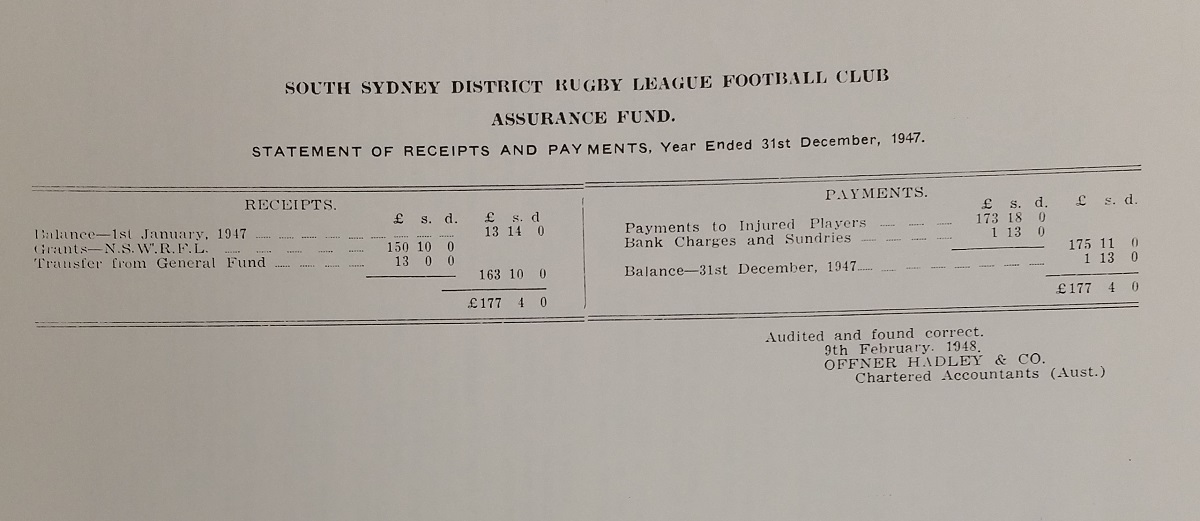 SOUTH SYDNEY DISTRICT RUGBY LEAGUE FOOTBALL CLUB
ASSURANCE FUND.
STATEMENT OF RECEIPTS AND PAYMENTS, Year Ended 31st December, 1947.
RECEIPTS.
£ s. d. £ s. d
Balance—1st January, 1947 13 14 0
Grants—N.S.W.R.F.L. 150 10 0
Transfer from General Fund 13 0 0
163 10 0
£177 4 0
PAYMENTS.
£ s. d. £ s. d.
Payments to Injured Players 173 18 0
Bank Charges and Sundries 1 13 0
175 11 0
Balance—31st December, 1947 1 13 0
£177 4 0
Audited and found correct.
9th February. 1948.
OFFNER HADLEY & CO.
Chartered Accountants (Aust.)